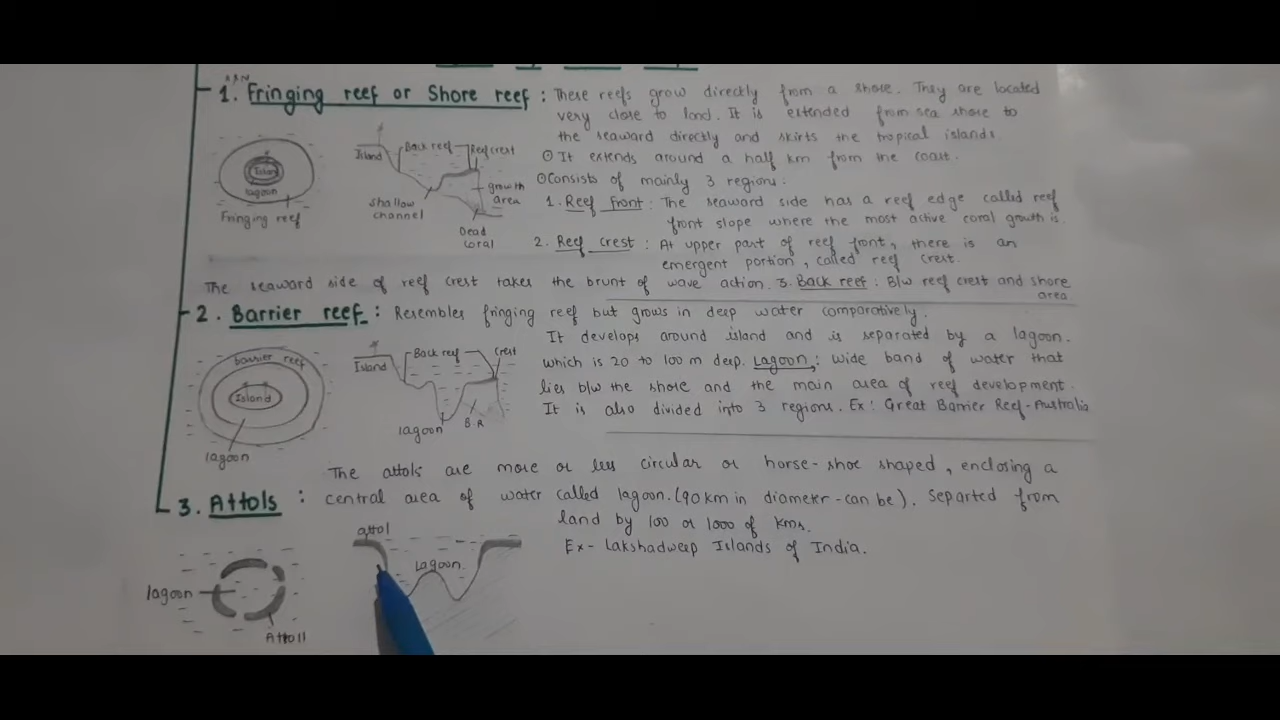 1. Fringing reef or Shore reef : These reefs grow directly from a shore. They are located
very close to land. It is extended from sea shore to
the seaward directly and skirts the tropical islands.
It extends around a half km from the coast.
Consists of mainly 3 regions.
1. Reef front : The seaward side has a reef edge called reef
front slope where the most active coral growth is.
2. Reef crest : At upper part of reef front, there is an
emergent portion, called reef crest.
Island
lagoon
Fringing reef
Island
Back reef
Reef crest
shallow
channel
growth
area
Dead
coral
The seaward side of reef crest takes the brunt of wave action. 3. Back reef : B/w reef crest and shore
area
2. Barrier reef : Resembles fringing reef but grows in deep water comparatively.
It develops around island and is separated by a lagoon.
which is 20 to 100 m deep. Lagoon : wide band of water that
lies b/w the shore and the main area of reef development.
It is also divided into 3 regions. Ex: Great Barrier Reef-Australia
barrier reef
Island
lagoon
Island
Back reef
Crest
lagoon
B.R
The attols are more or less circular or horse-shoe shaped, enclosing a
3. Attols : central area of water called lagoon. (90 km in diameter-can be). Separted from
land by 100 or 1000 of kms.
Ex- Lakshadweep Islands of India.
lagoon
Attoll
attol
Lagoon